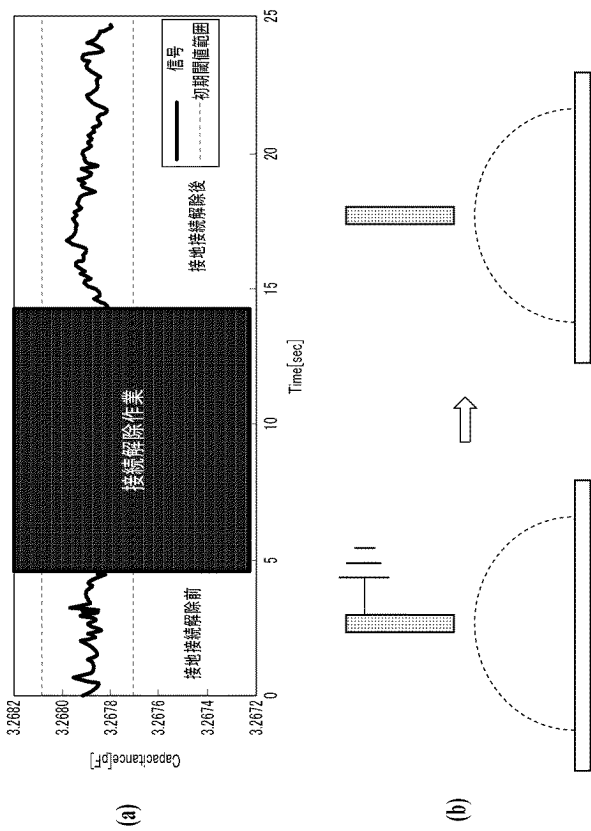 (a)
Capacitance[pF]
3.2682
3.2680
3.2678
3.2676
3.2674
3.2672
信号
初期閾値範囲
接続解除作業
接地接続解除前
接地接続解除後
0
5
10
15
20
25
Time[sec]
(b)